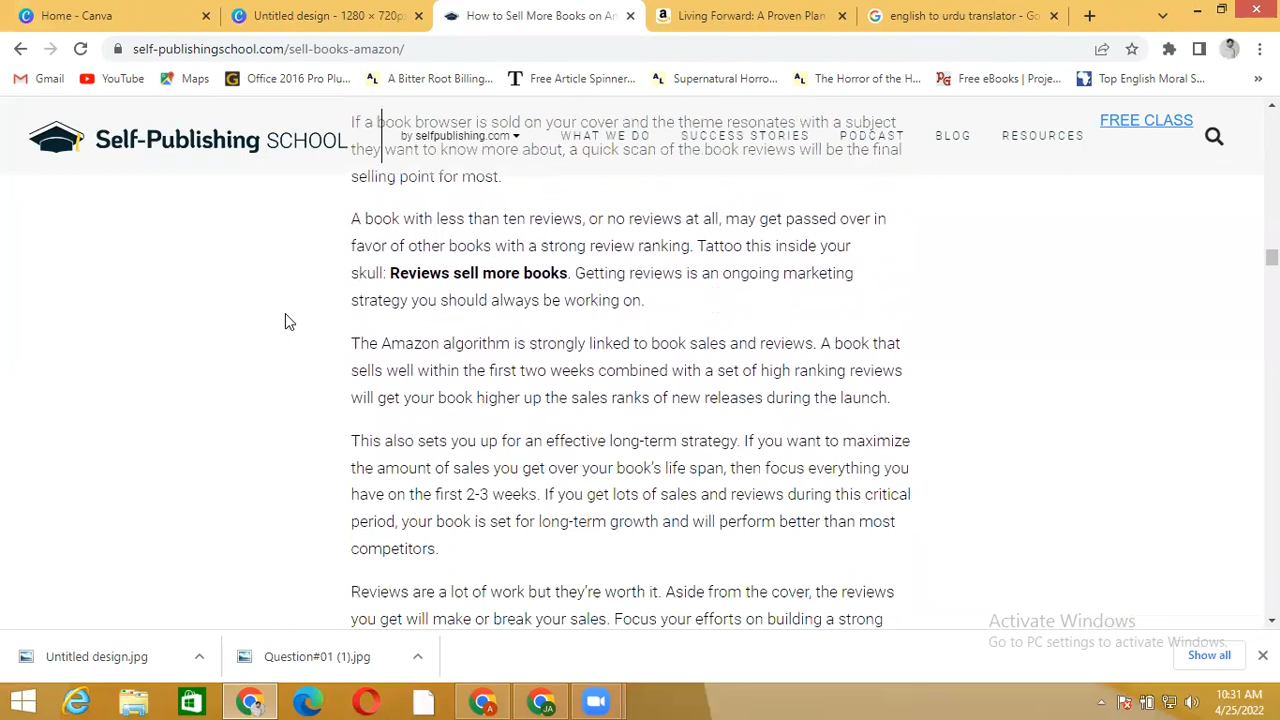 Home - Canva
Untitled design - 1280 × 720p
How to Sell More Books on An
Living Forward: A Proven Plan
english to urdu translator - Go
self-publishingschool.com/sell-books-amazon/
Gmail
YouTube
Maps
Office 2016 Pro Plu...
A Bitter Root Billing...
Free Article Spinner...
Supernatural Horro...
The Horror of the H...
Free eBooks | Proje...
Top English Moral S...
»
Self-Publishing SCHOOL
by selfpublishing.com
WHAT WE DO
SUCCESS STORIES
PODCAST
BLOG
RESOURCES
FREE CLASS
If a book browser is sold on your cover and the theme resonates with a subject
they want to know more about, a quick scan of the book reviews will be the final
selling point for most.
A book with less than ten reviews, or no reviews at all, may get passed over in
favor of other books with a strong review ranking. Tattoo this inside your
skull: Reviews sell more books. Getting reviews is an ongoing marketing
strategy you should always be working on.
The Amazon algorithm is strongly linked to book sales and reviews. A book that
sells well within the first two weeks combined with a set of high ranking reviews
will get your book higher up the sales ranks of new releases during the launch.
This also sets you up for an effective long-term strategy. If you want to maximize
the amount of sales you get over your book's life span, then focus everything you
have on the first 2-3 weeks. If you get lots of sales and reviews during this critical
period, your book is set for long-term growth and will perform better than most
competitors.
Reviews are a lot of work but they're worth it. Aside from the cover, the reviews
you get will make or break your sales. Focus your efforts on building a strong
Activate Windows
Go to PC settings to activate Windows.
Untitled design.jpg
Question#01 (1).jpg
Show all
10:31 AM
4/25/2022